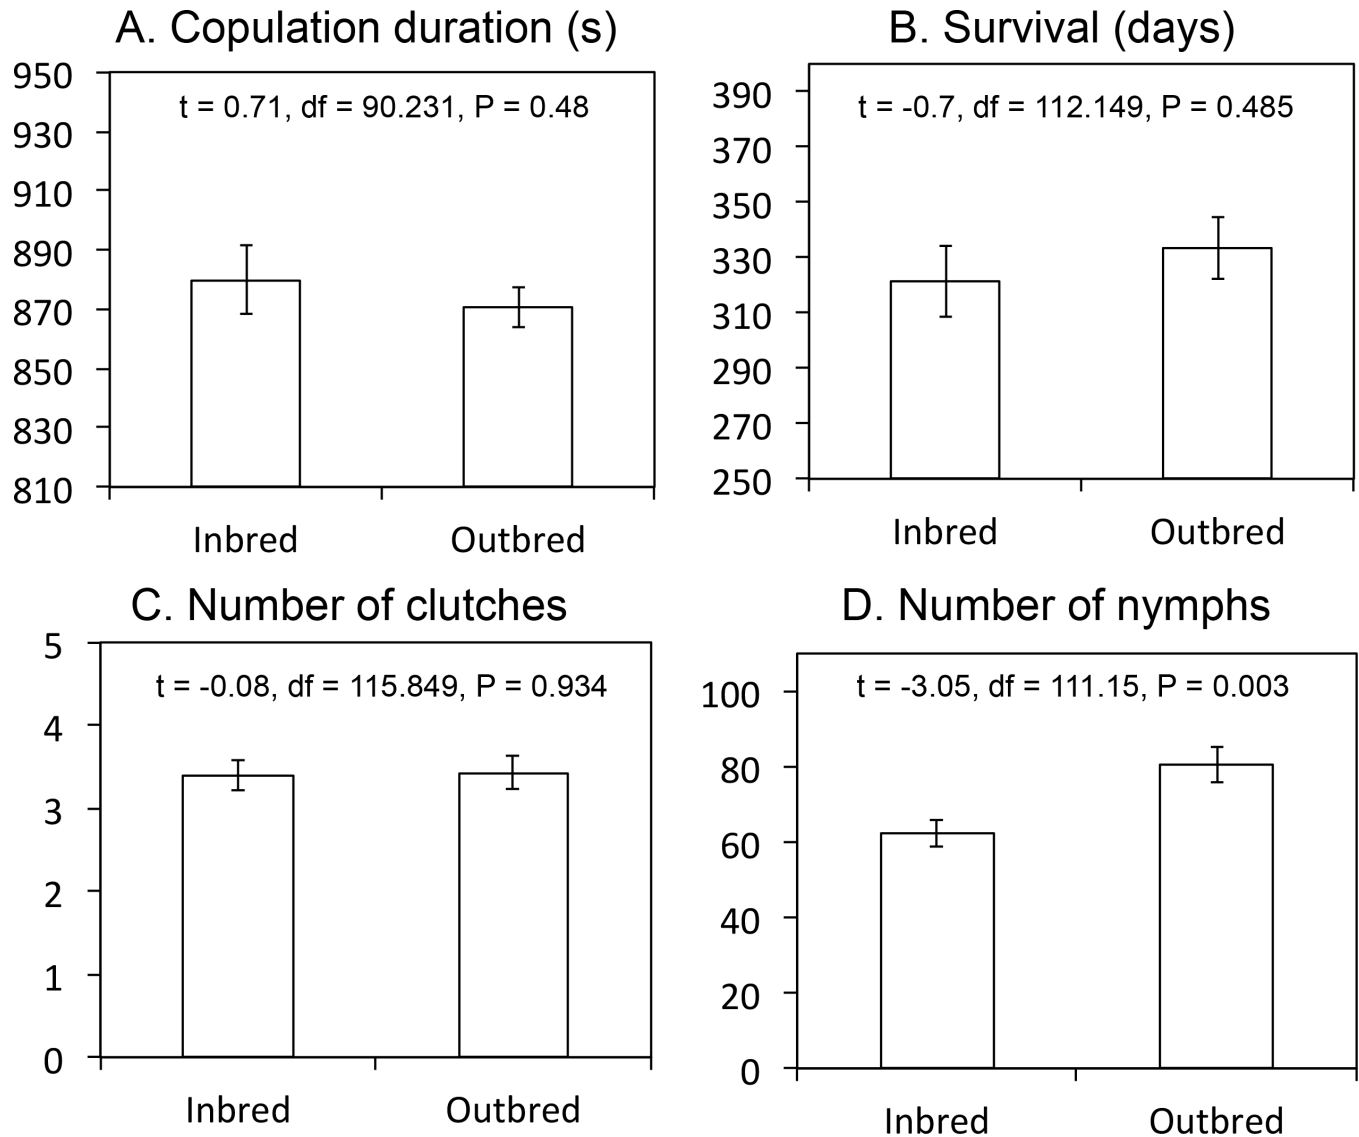 A. Copulation duration (s)
950
930
910
890
870
850
830
810
t = 0.71, df = 90.231, P = 0.48
Inbred
Outbred
B. Survival (days)
390
370
350
330
310
290
270
250
t = -0.7, df = 112.149, P = 0.485
Inbred
Outbred
C. Number of clutches
5
4
3
2
1
0
t = -0.08, df = 115.849, P = 0.934
Inbred
Outbred
D. Number of nymphs
100
80
60
40
20
0
t = -3.05, df = 111.15, P = 0.003
Inbred
Outbred